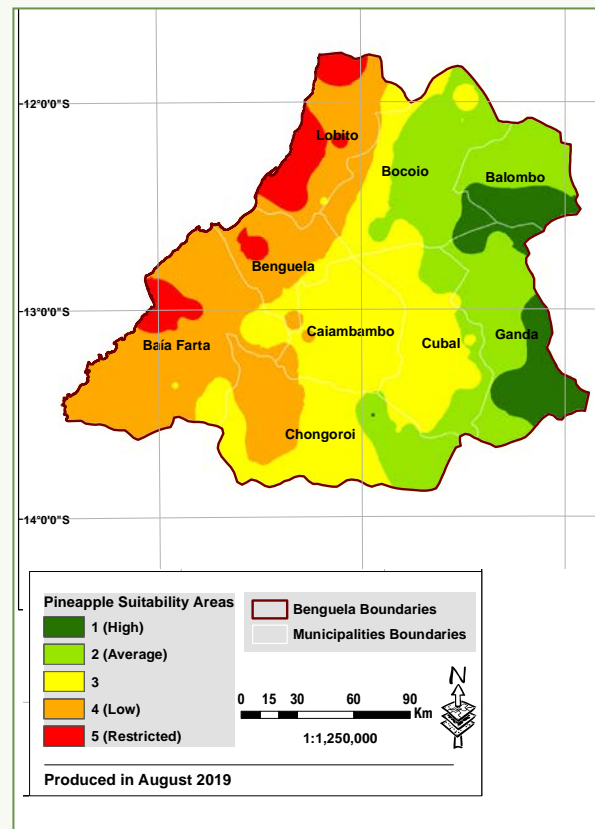 12°0'0"S
Lobito
Bocoio
Balombo
Benguela
13°0'0"S
Caiambambo
Cubal
Ganda
Baía Farta
Chongoroi
14°0'0"S
Pineapple Suitability Areas
1 (High)
2 (Average)
3
4 (Low)
5 (Restricted)
Benguela Boundaries
Municipalities Boundaries
N
0 15 30 60 90
Km
1:1,250,000
Produced in August 2019